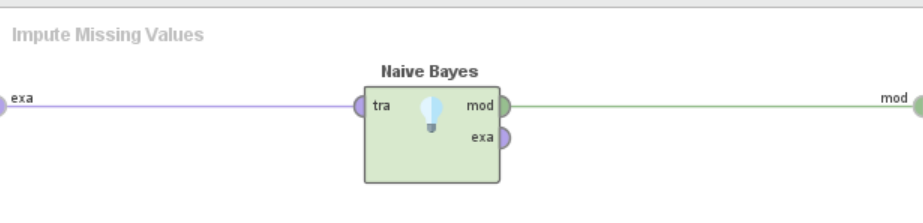 Impute Missing Values
Naive Bayes
exa
tra
mod
mod
exa